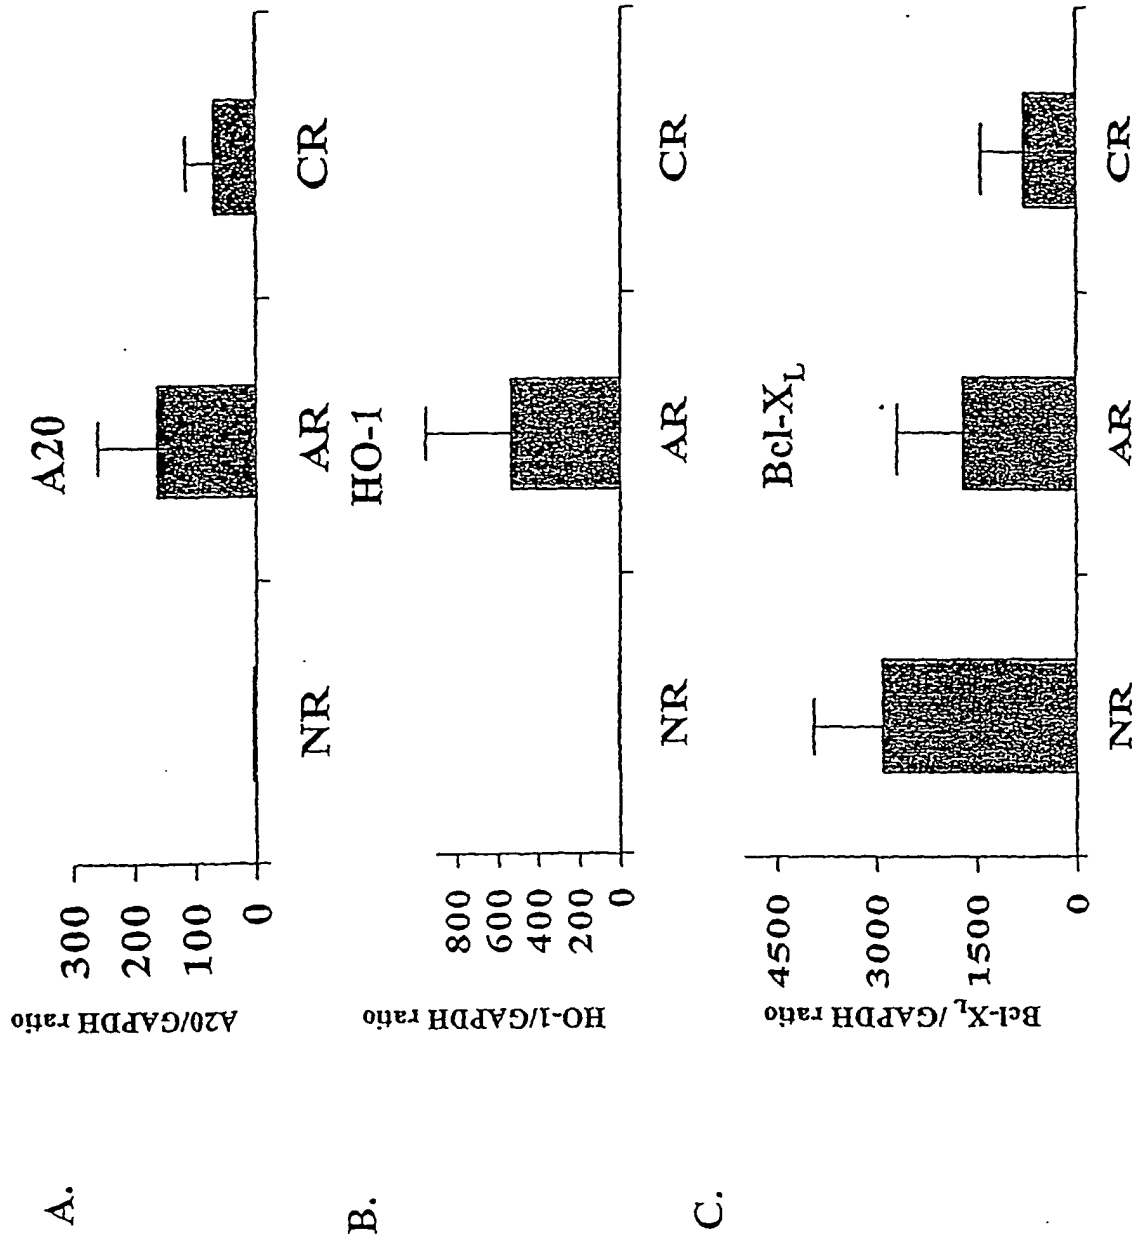 A.
A20
A20/GAPDH ratio
300
200
100
0
NR
AR
CR
B.
HO-1
HO-1/GAPDH ratio
800
600
400
200
0
NR
AR
CR
C.
Bcl-XL
Bcl-XL/GAPDH ratio
4500
3000
1500
0
NR
AR
CR